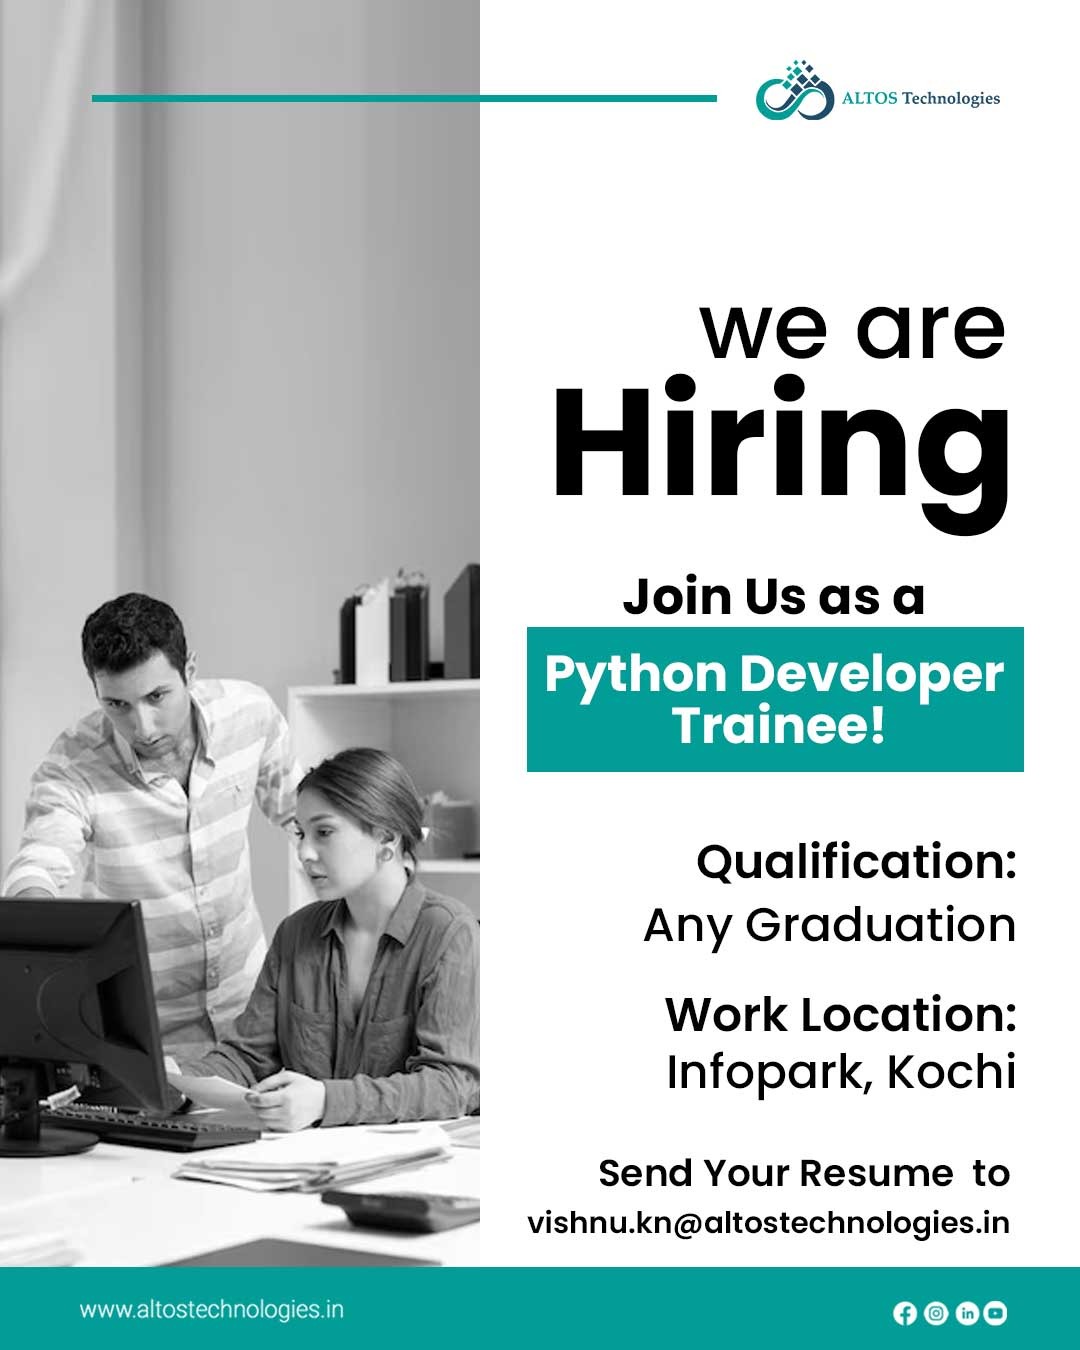 ALTOS Technologies
we are
Hiring
Join Us as a
Python Developer
Trainee!
Qualification:
Any Graduation
Work Location:
Infopark, Kochi
Send Your Resume to
vishnu.kn@altostechnologies.in
www.altostechnologies.in